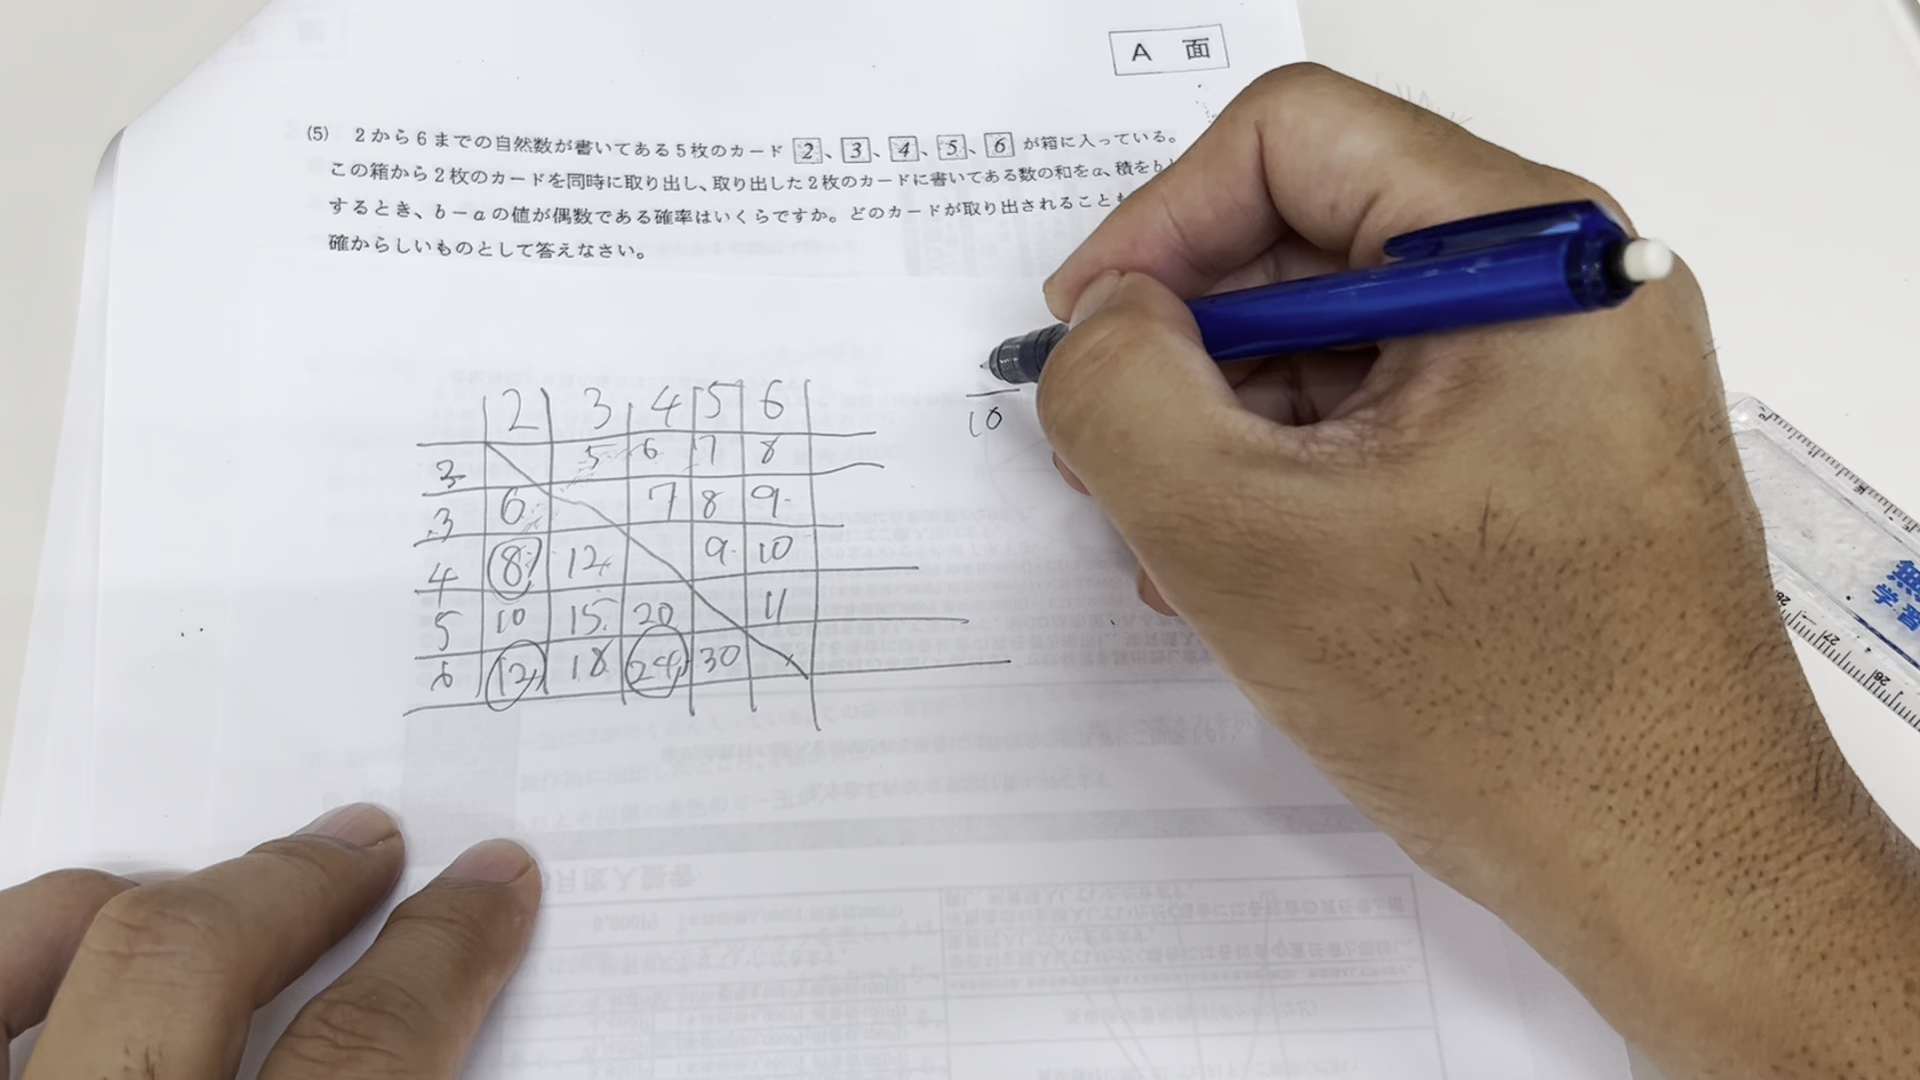 A 面
(5) 2から6までの自然数が書いてある5枚のカード 2、3、4、5、6 が箱に入っている。
この箱から2枚のカードを同時に取り出し、取り出した2枚のカードに書いてある数の和をa、積をb
するとき、b－aの値が偶数である確率はいくらですか。どのカードが取り出されることも
確からしいものとして答えなさい。
2 3 4 5 6
2 5 6 7 8
3 6 7 8 9
4 8 12 9 10
5 10 15 20 11
6 12 18 24 30
10
学習
28
27
26